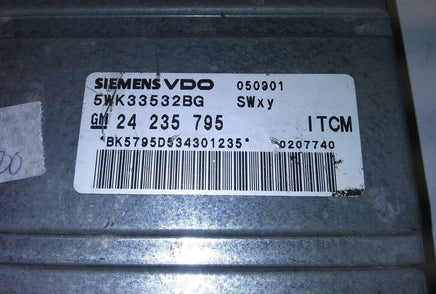 SIEMENS VDO 050901
5WK33532BG SWxy
GM 24 235 795 ITCM
*BK5795D534301235* 0207740